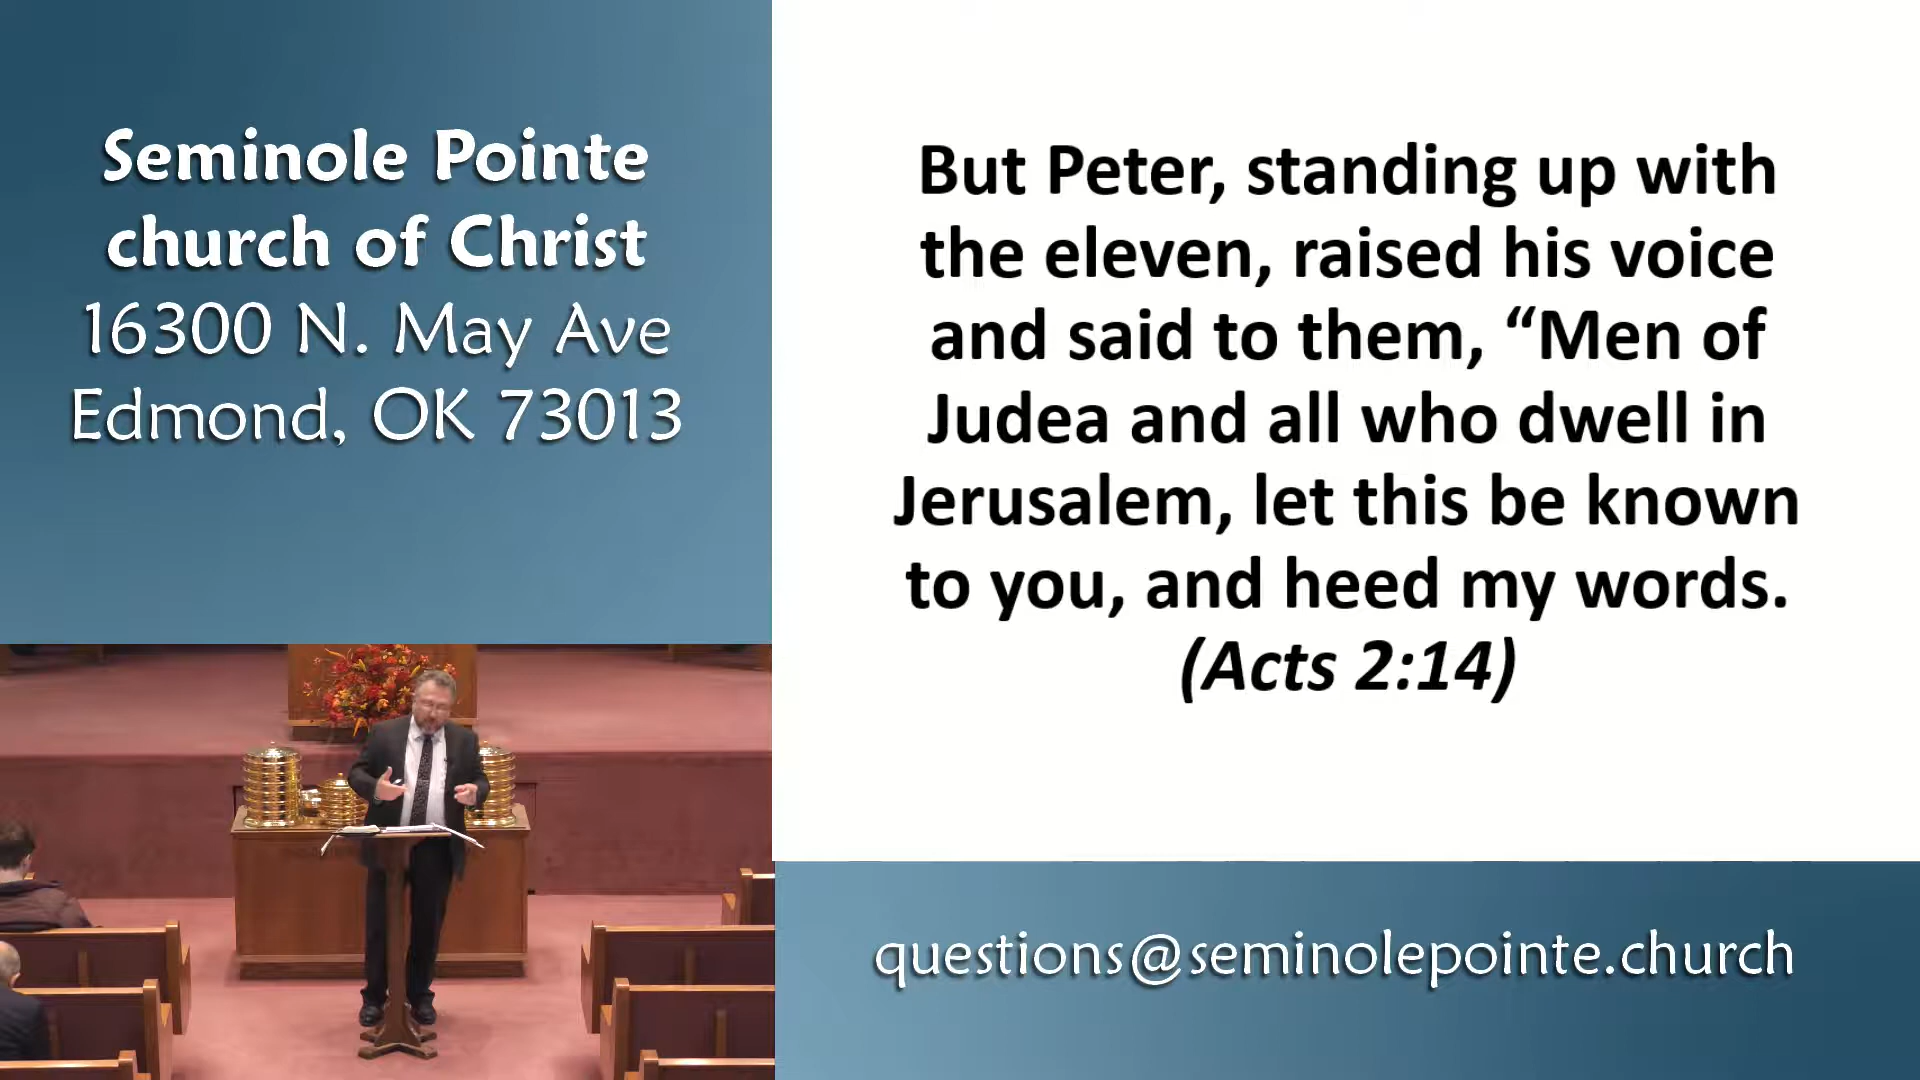 Seminole Pointe
church of Christ
16300 N. May Ave
Edmond, OK 73013
But Peter, standing up with
the eleven, raised his voice
and said to them, “Men of
Judea and all who dwell in
Jerusalem, let this be known
to you, and heed my words.
(Acts 2:14)
questions@seminolepointe.church